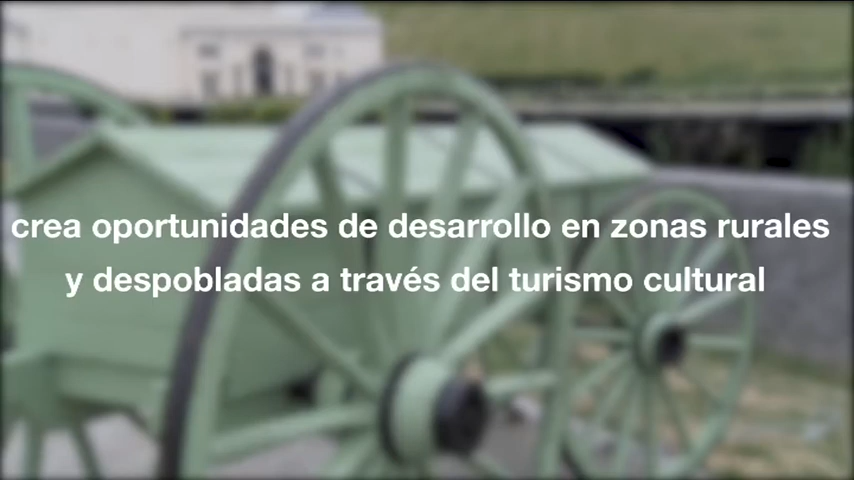 crea oportunidades de desarrollo en zonas rurales
y despobladas a través del turismo cultural